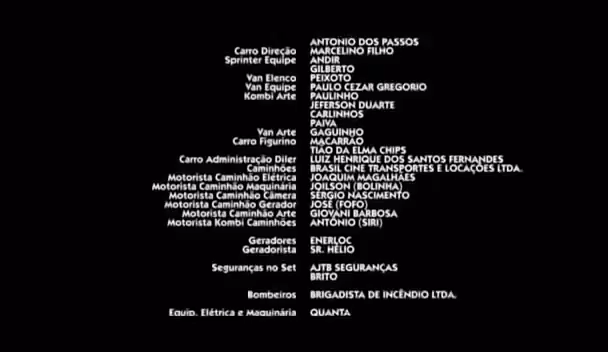 ANTONIO DOS PASSOS
Carro Direção MARCELINO FILHO
Sprinter Equipe ANDIR
GILBERTO
Van Elenco PEIXOTO
Van Equipe PAULO CEZAR GREGORIO
Kombi Arte PAULINHO
JEFERSON DUARTE
CARLINHOS
PAIVA
Van Arte GAGUINHO
Carro Figurino MACARRÃO
TIÃO DA ELMA CHIPS
Carro Administração Diler LUIZ HENRIQUE DOS SANTOS FERNANDES
Caminhões BRASIL CINE TRANSPORTES E LOCAÇÕES LTDA.
Motorista Caminhão Elétrica JOAQUIM MAGALHÃES
Motorista Caminhão Maquinária JOILSON (BOLINHA)
Motorista Caminhão Câmera SÉRGIO NASCIMENTO
Motorista Caminhão Gerador JOSÉ (FOFO)
Motorista Caminhão Arte GIOVANI BARBOSA
Motorista Kombi Caminhões ANTÔNIO (SIRI)
Geradores ENERLOC
Geradorista SR. HÉLIO
Seguranças no Set AJTB SEGURANÇAS
BRITO
Bombeiros BRIGADISTA DE INCÊNDIO LTDA.
Equip. Elétrica e Maquinária QUANTA